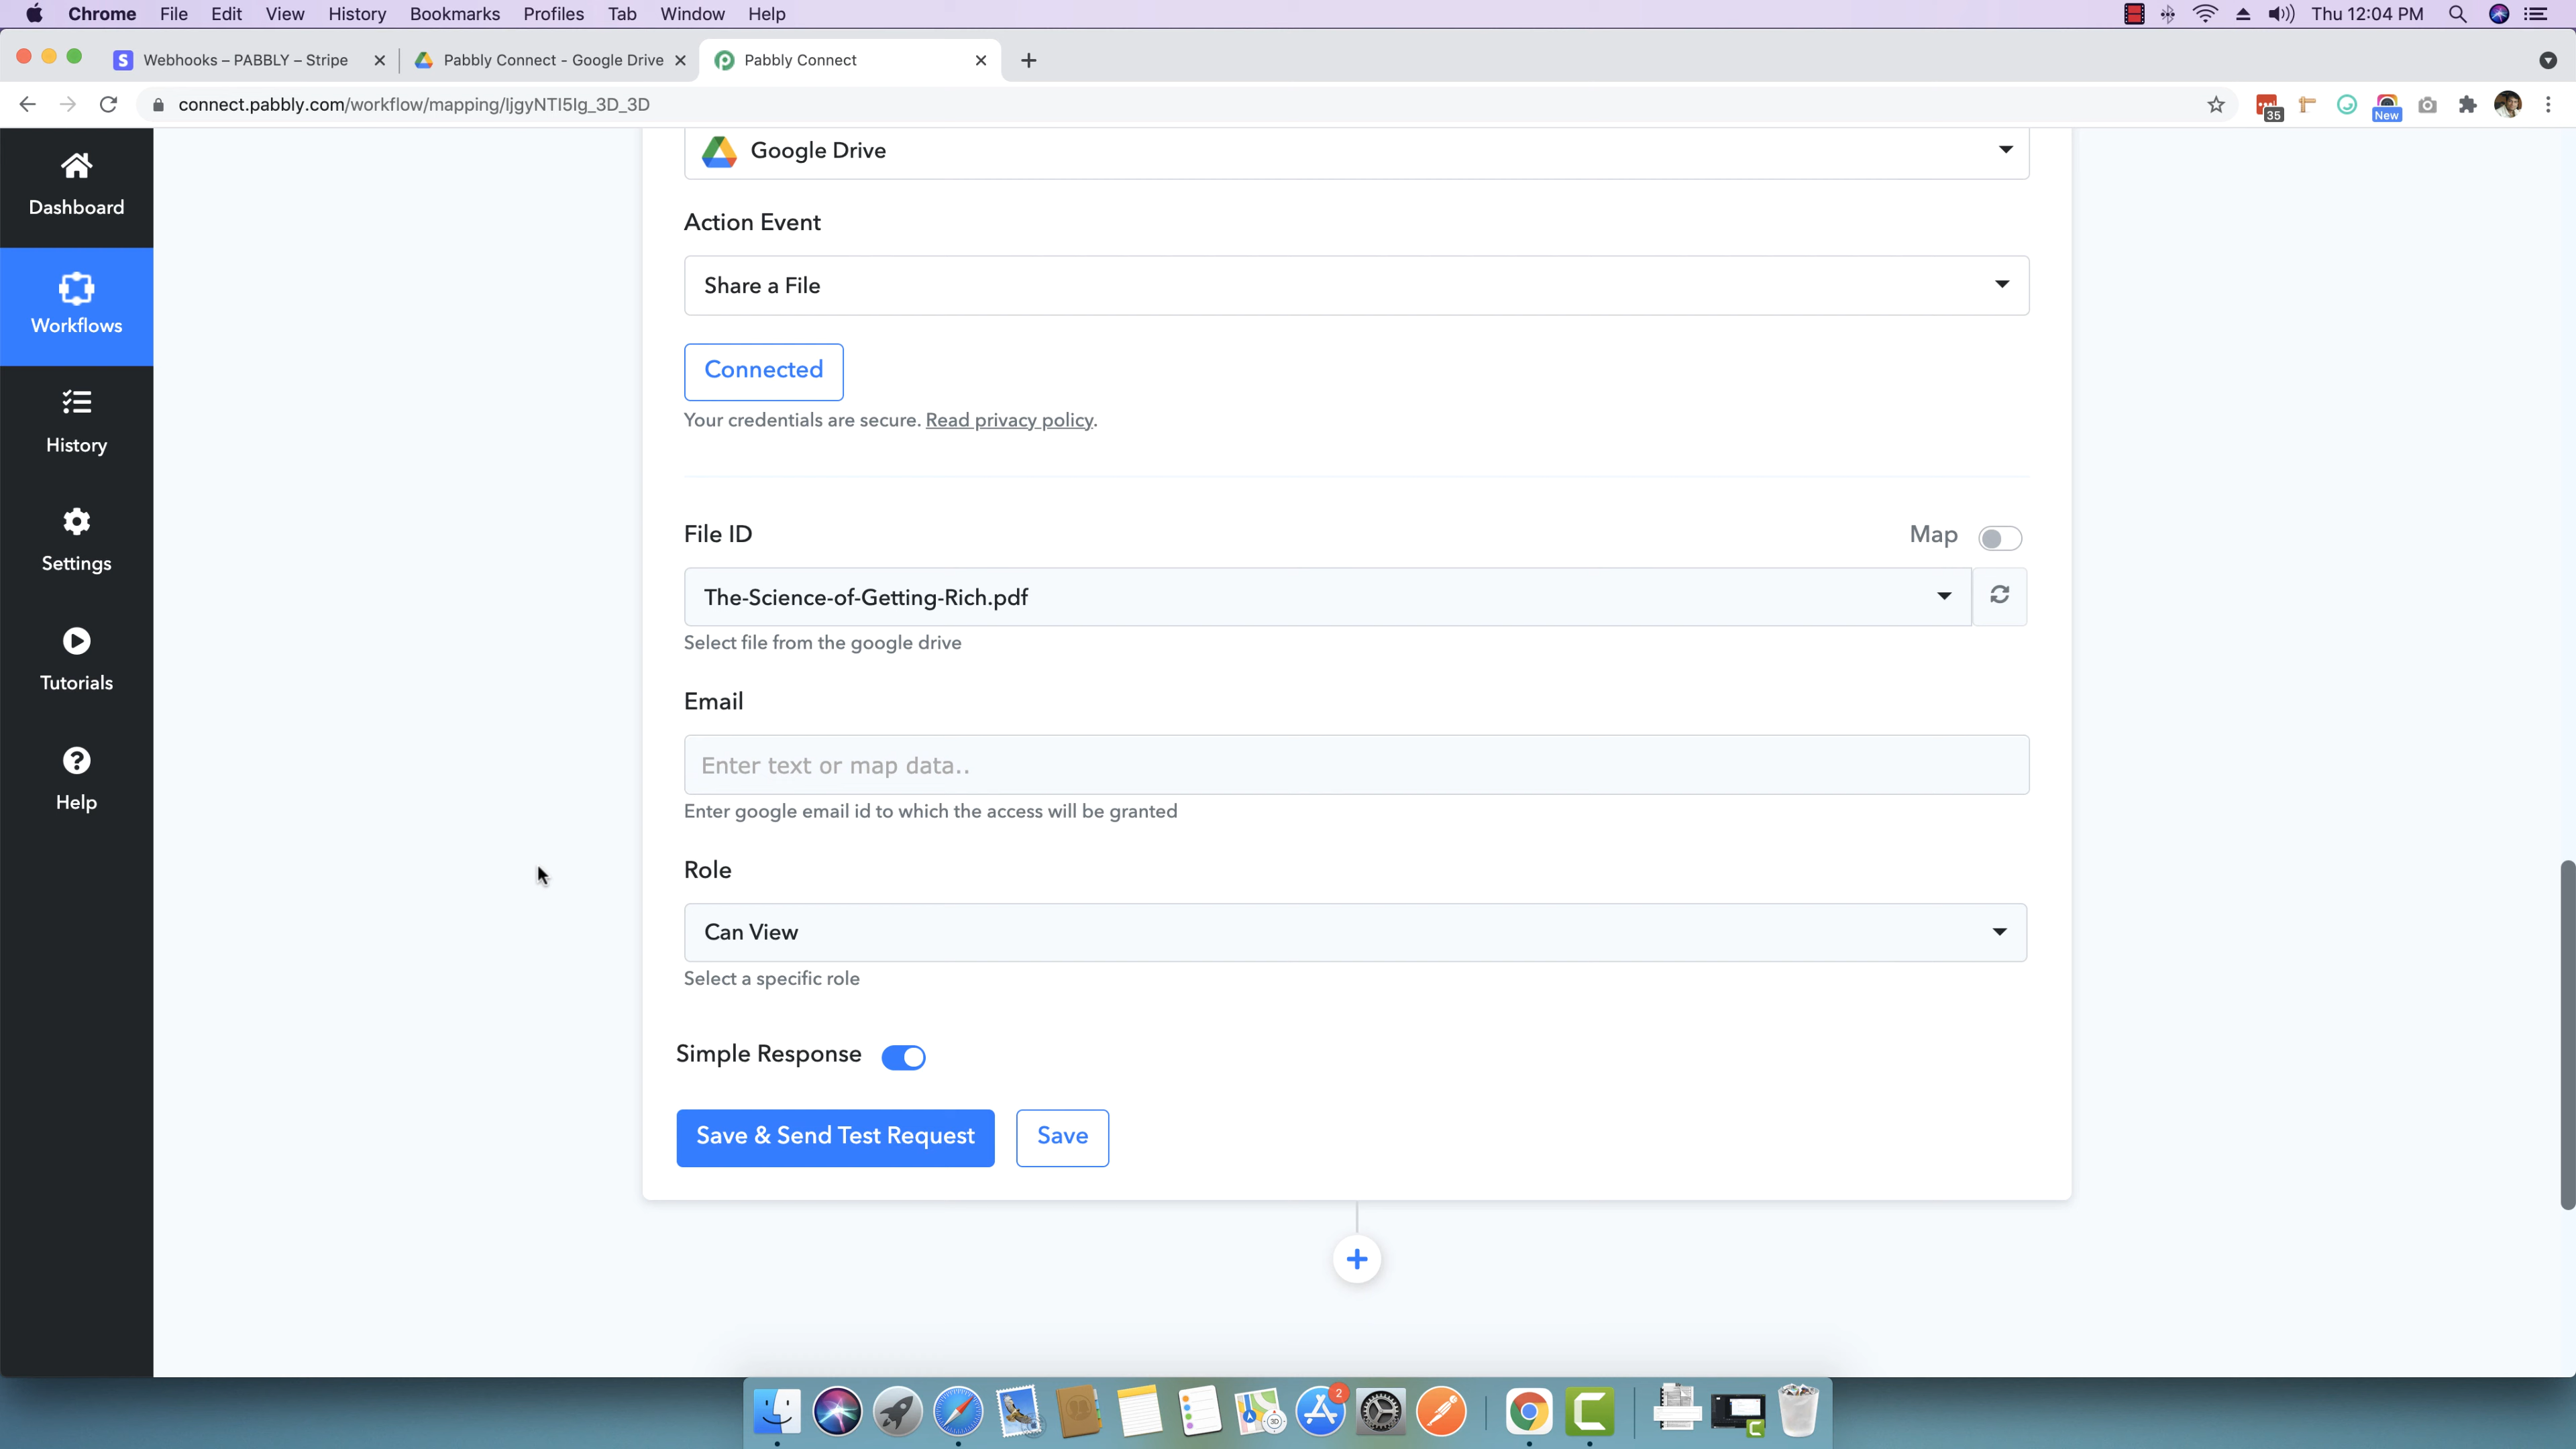 Chrome File Edit View History Bookmarks Profiles Tab Window Help Thu 12:04 PM
Webhooks – PABBLY – Stripe Pabbly Connect - Google Drive Pabbly Connect
connect.pabbly.com/workflow/mapping/IjgyNTI5Ig_3D_3D 35 New
Dashboard
Workflows
History
Settings
Tutorials
Help
Google Drive
Action Event
Share a File
Connected
Your credentials are secure. Read privacy policy.
File ID Map
The-Science-of-Getting-Rich.pdf
Select file from the google drive
Email
Enter text or map data..
Enter google email id to which the access will be granted
Role
Can View
Select a specific role
Simple Response
Save & Send Test Request Save
3D 2